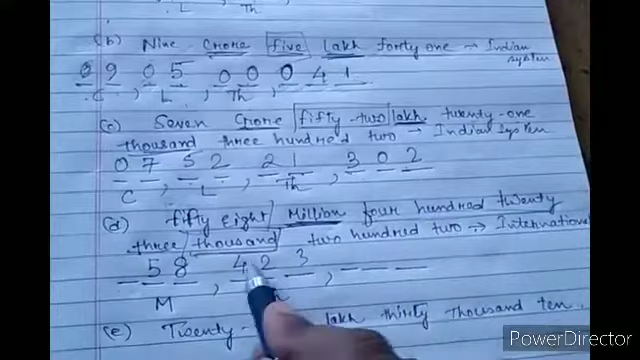 L , Th
(b) Nine Crore five lakh forty one → Indian system
0 9 0 5 0 0 0 4 1
C , L , Th ,
(c) Seven Crore fifty-two lakh twenty-one
thousand three hundred two → Indian System
0 7 5 2 2 1 3 0 2
C , L , Th ,
(d) fifty eight Million four hundred twenty
three thousand two hundred two → International
5 8 4 2 3
M , ,
(e) Twenty- lakh thirty Thousand ten.
PowerDirector